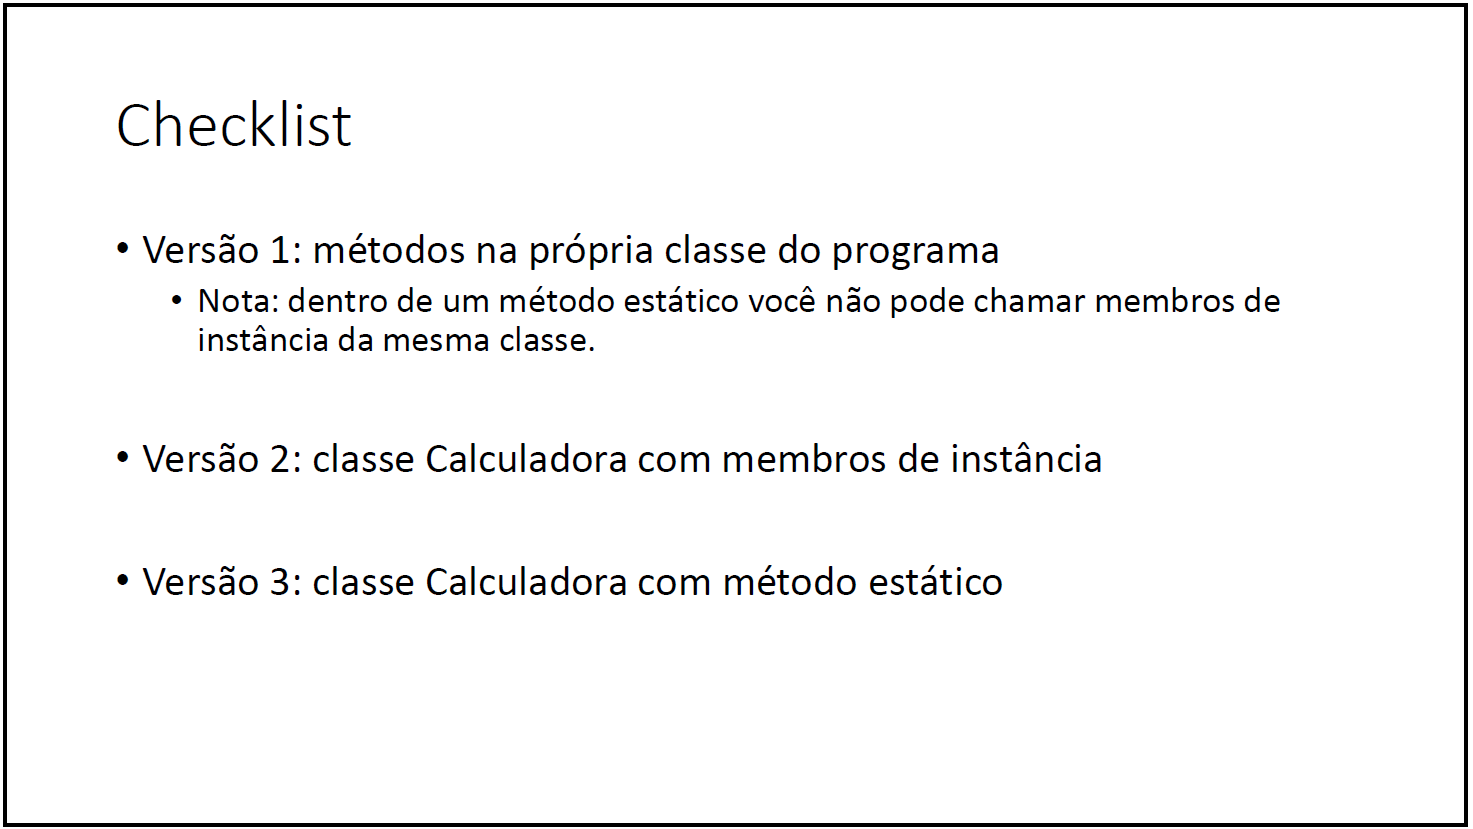 Checklist
• Versão 1: métodos na própria classe do programa
• Nota: dentro de um método estático você não pode chamar membros de
instância da mesma classe.
• Versão 2: classe Calculadora com membros de instância
• Versão 3: classe Calculadora com método estático